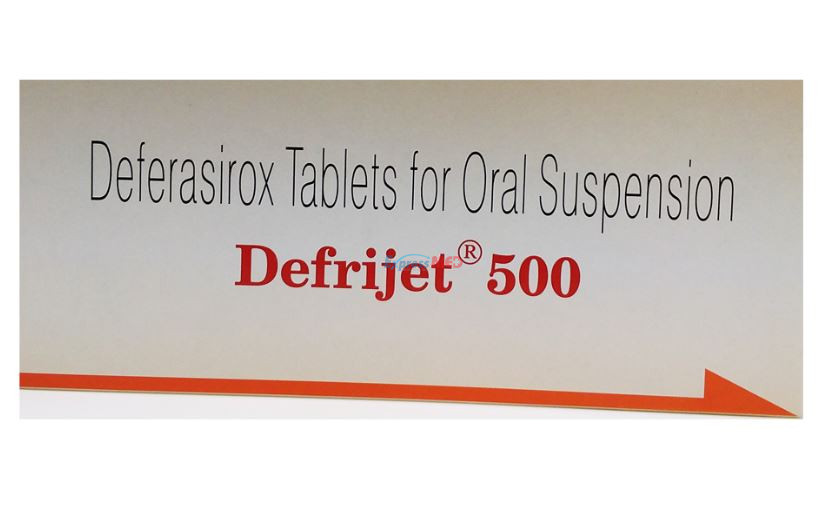 Deferasirox Tablets for Oral Suspension
Defrijet® 500